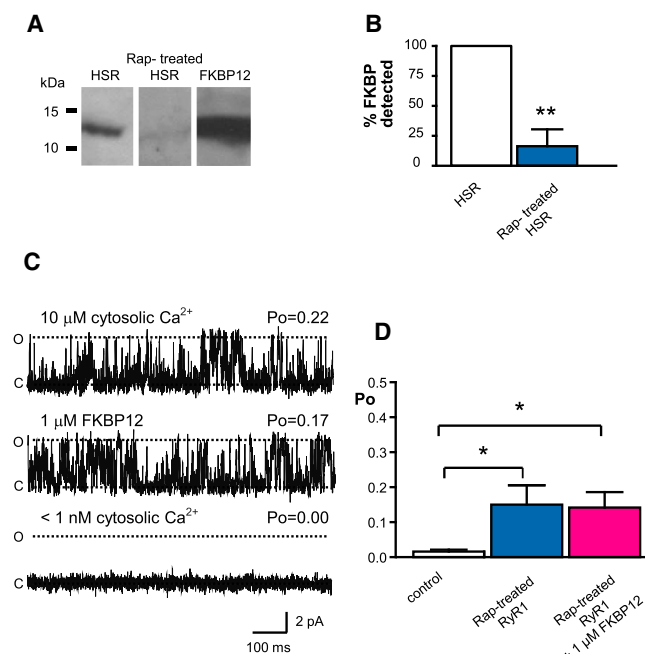 A
Rap- treated
kDa
HSR
HSR
FKBP12
15
10
B
% FKBP
detected
100
75
50
25
0
**
HSR
Rap- treated
HSR
C
10 μM cytosolic Ca2+
Po=0.22
O
C
1 μM FKBP12
Po=0.17
O
C
< 1 nM cytosolic Ca2+
Po=0.00
O
C
2 pA
100 ms
D
Po
0.5
0.4
0.3
0.2
0.1
0.0
*
*
control
Rap-treated
RyR1
Rap-treated
RyR1
+ 1 μM FKBP12